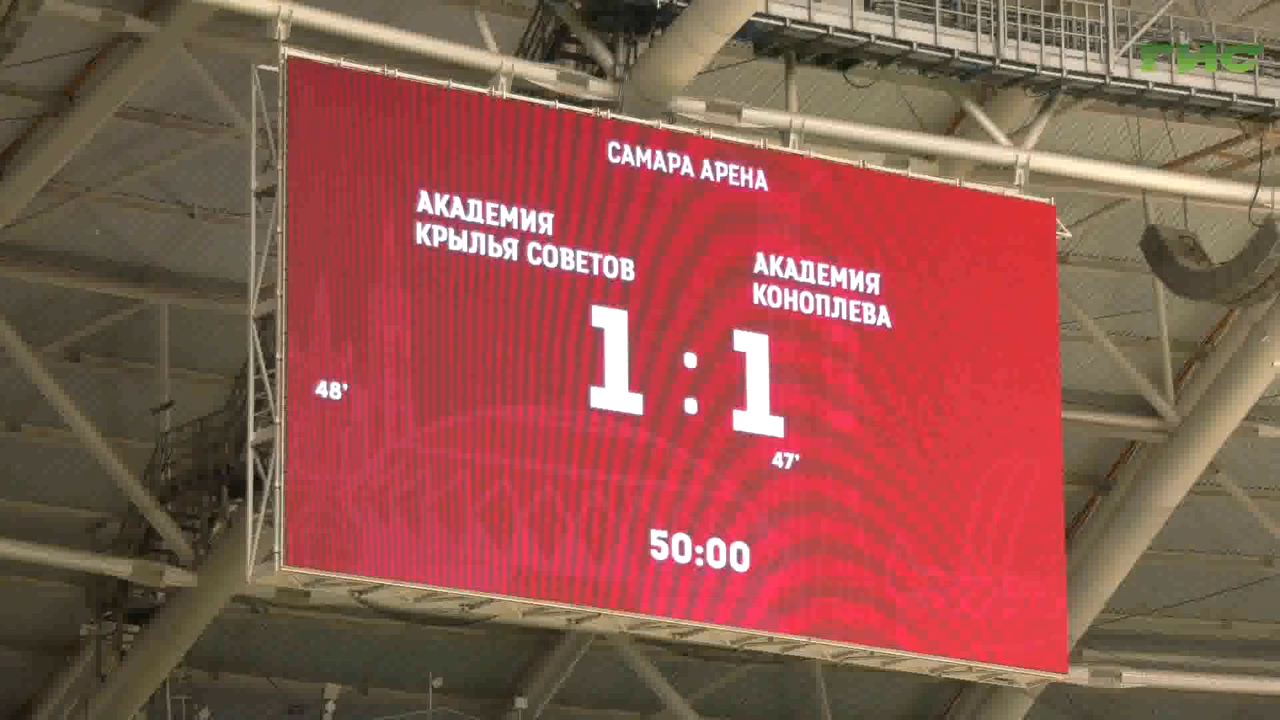 ГИС
САМАРА АРЕНА
АКАДЕМИЯ
КРЫЛЬЯ СОВЕТОВ
АКАДЕМИЯ
КОНОПЛЕВА
1 : 1
48'
47'
50:00